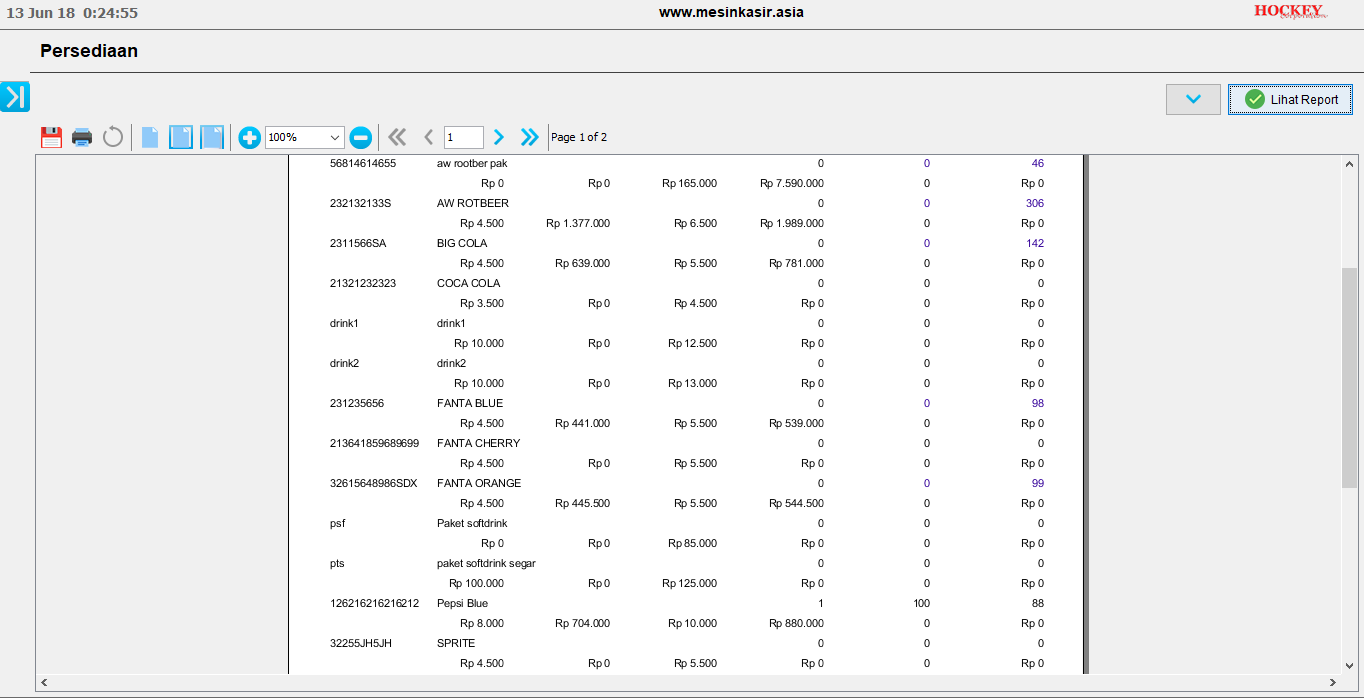 13 Jun 18 0:24:55 www.mesinkasir.asia HOCKEY
Persediaan
Lihat Report
100% 1 Page 1 of 2
56814614655 aw rootber pak 0 0 46
Rp 0 Rp 0 Rp 165.000 Rp 7.590.000 0 Rp 0
232132133S AW ROTBEER 0 0 306
Rp 4.500 Rp 1.377.000 Rp 6.500 Rp 1.989.000 0 Rp 0
2311566SA BIG COLA 0 0 142
Rp 4.500 Rp 639.000 Rp 5.500 Rp 781.000 0 Rp 0
21321232323 COCA COLA 0 0 0
Rp 3.500 Rp 0 Rp 4.500 Rp 0 0 Rp 0
drink1 drink1 0 0 0
Rp 10.000 Rp 0 Rp 12.500 Rp 0 0 Rp 0
drink2 drink2 0 0 0
Rp 10.000 Rp 0 Rp 13.000 Rp 0 0 Rp 0
231235656 FANTA BLUE 0 0 98
Rp 4.500 Rp 441.000 Rp 5.500 Rp 539.000 0 Rp 0
213641859689699 FANTA CHERRY 0 0 0
Rp 4.500 Rp 0 Rp 5.500 Rp 0 0 Rp 0
32615648986SDX FANTA ORANGE 0 0 99
Rp 4.500 Rp 445.500 Rp 5.500 Rp 544.500 0 Rp 0
psf Paket softdrink 0 0 0
Rp 0 Rp 0 Rp 85.000 Rp 0 0 Rp 0
pts paket softdrink segar 0 0 0
Rp 100.000 Rp 0 Rp 125.000 Rp 0 0 Rp 0
126216216216212 Pepsi Blue 1 100 88
Rp 8.000 Rp 704.000 Rp 10.000 Rp 880.000 0 Rp 0
32255JH5JH SPRITE 0 0 0
Rp 4.500 Rp 0 Rp 5.500 Rp 0 0 Rp 0